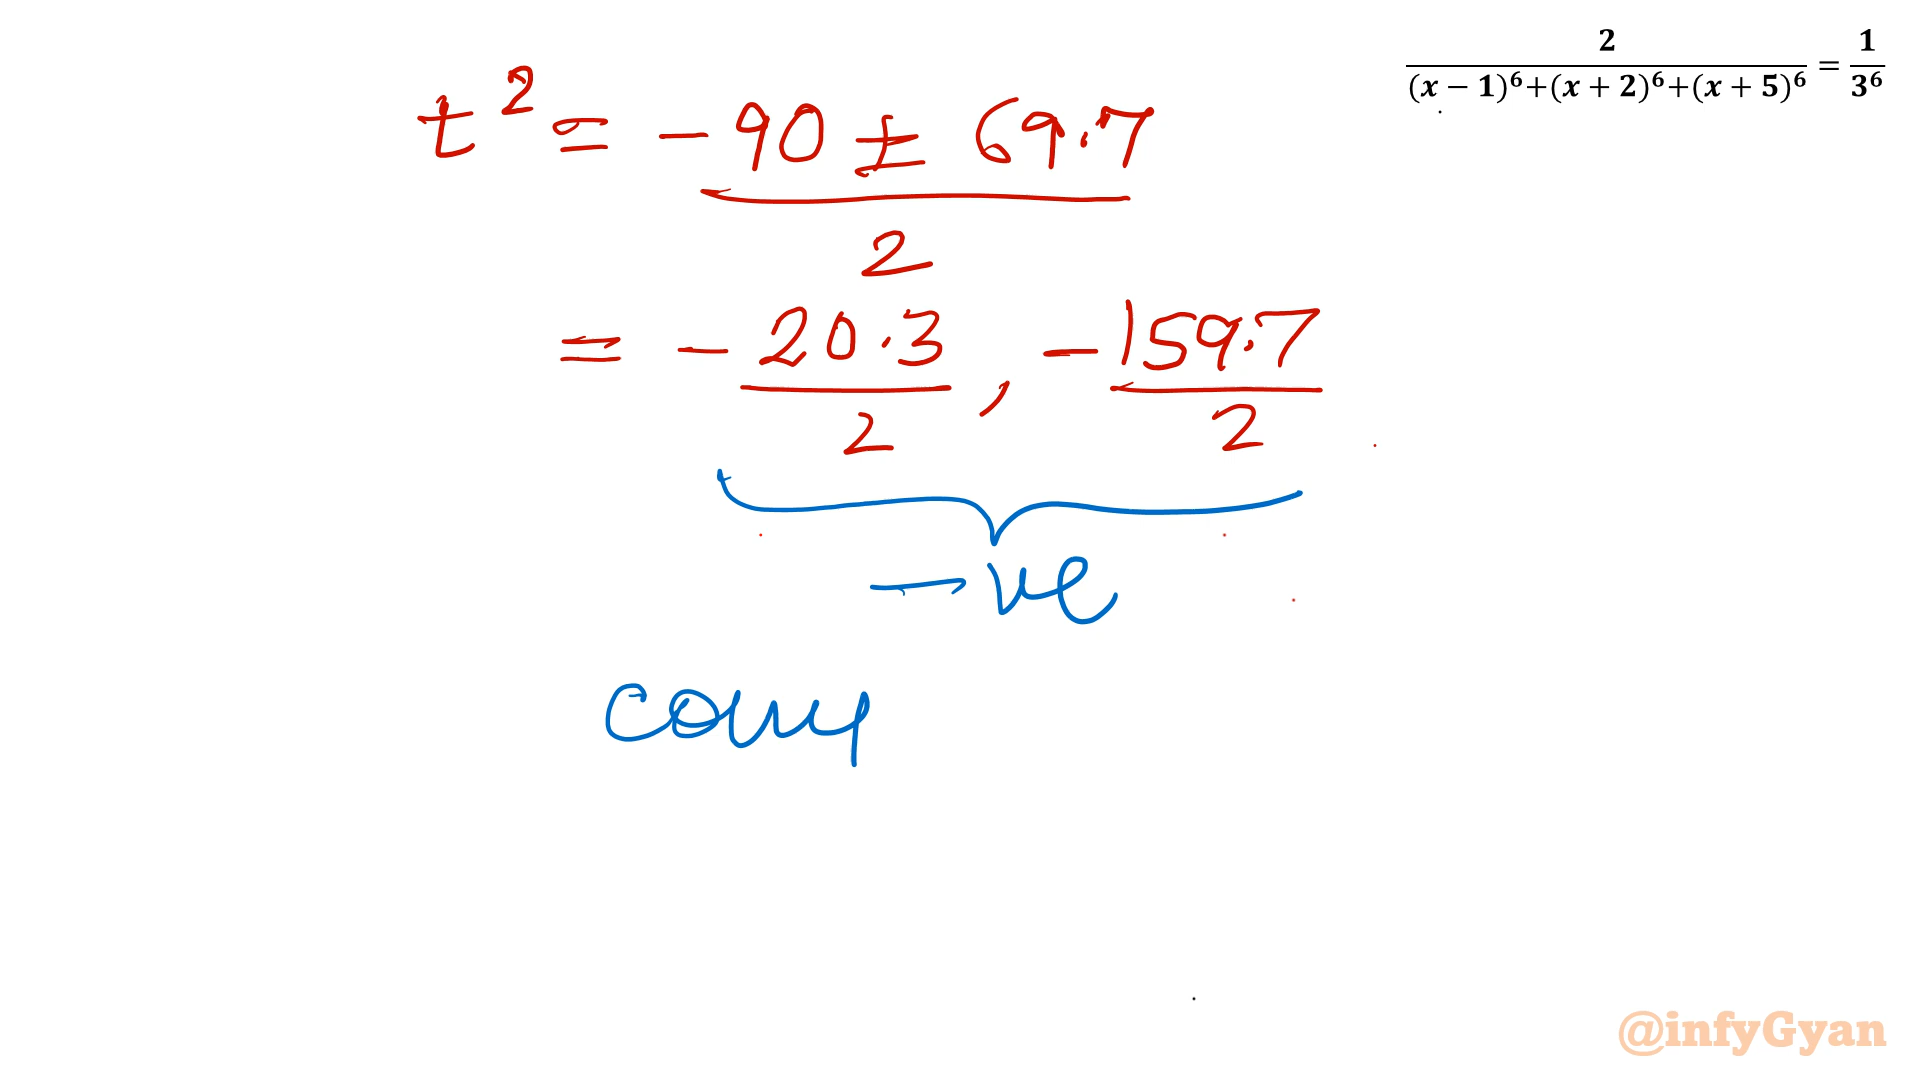 2/((x − 1)⁶+(x + 2)⁶+(x + 5)⁶) = 1/3⁶
t² = −90 ± 69.7 / 2
= −20.3/2 , −159.7/2
−ve
comp
@infyGyan